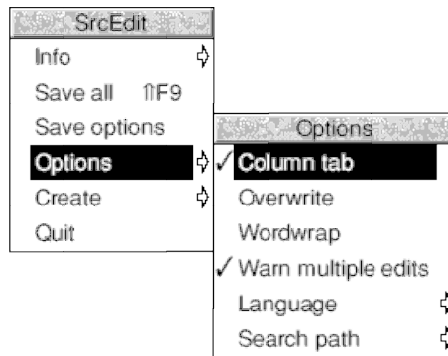 SrcEdit
Info
Save all ⇑F9
Save options
Options
Create
Quit
Options
✓ Column tab
Overwrite
Wordwrap
✓ Warn multiple edits
Language
Search path